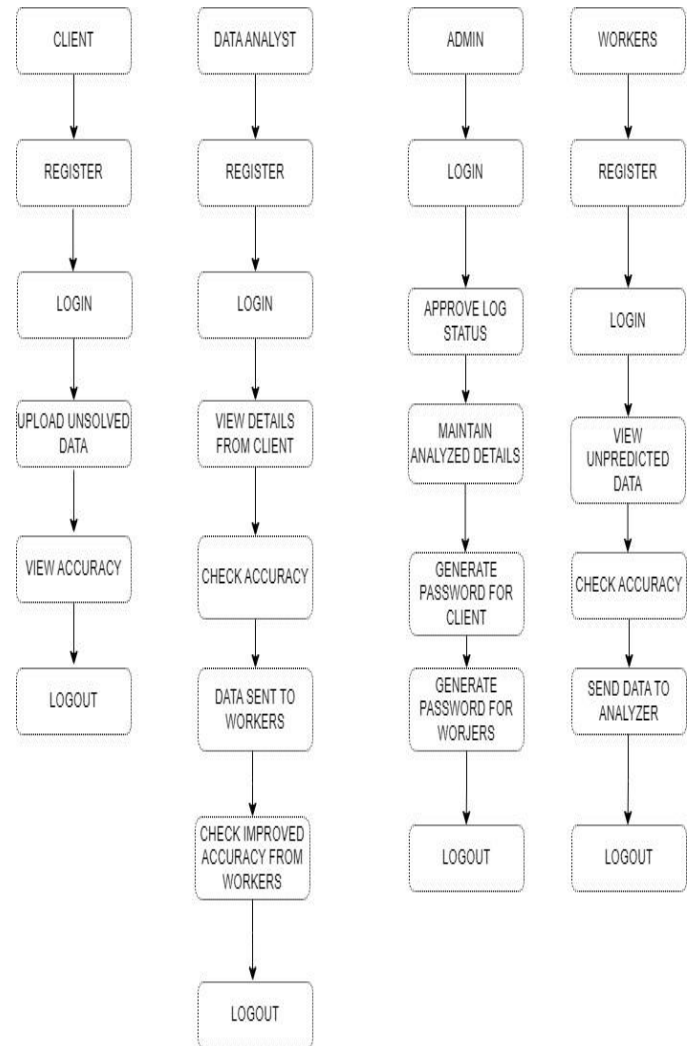 CLIENT
REGISTER
LOGIN
UPLOAD UNSOLVED
DATA
VIEW ACCURACY
LOGOUT
DATA ANALYST
REGISTER
LOGIN
VIEW DETAILS
FROM CLIENT
CHECK ACCURACY
DATA SENT TO
WORKERS
CHECK IMPROVED
ACCURACY FROM
WORKERS
LOGOUT
ADMIN
LOGIN
APPROVE LOG
STATUS
MAINTAIN
ANALYZED DETAILS
GENERATE
PASSWORD FOR
CLIENT
GENERATE
PASSWORD FOR
WORJERS
LOGOUT
WORKERS
REGISTER
LOGIN
VIEW
UNPREDICTED
DATA
CHECK ACCURACY
SEND DATA TO
ANALYZER
LOGOUT